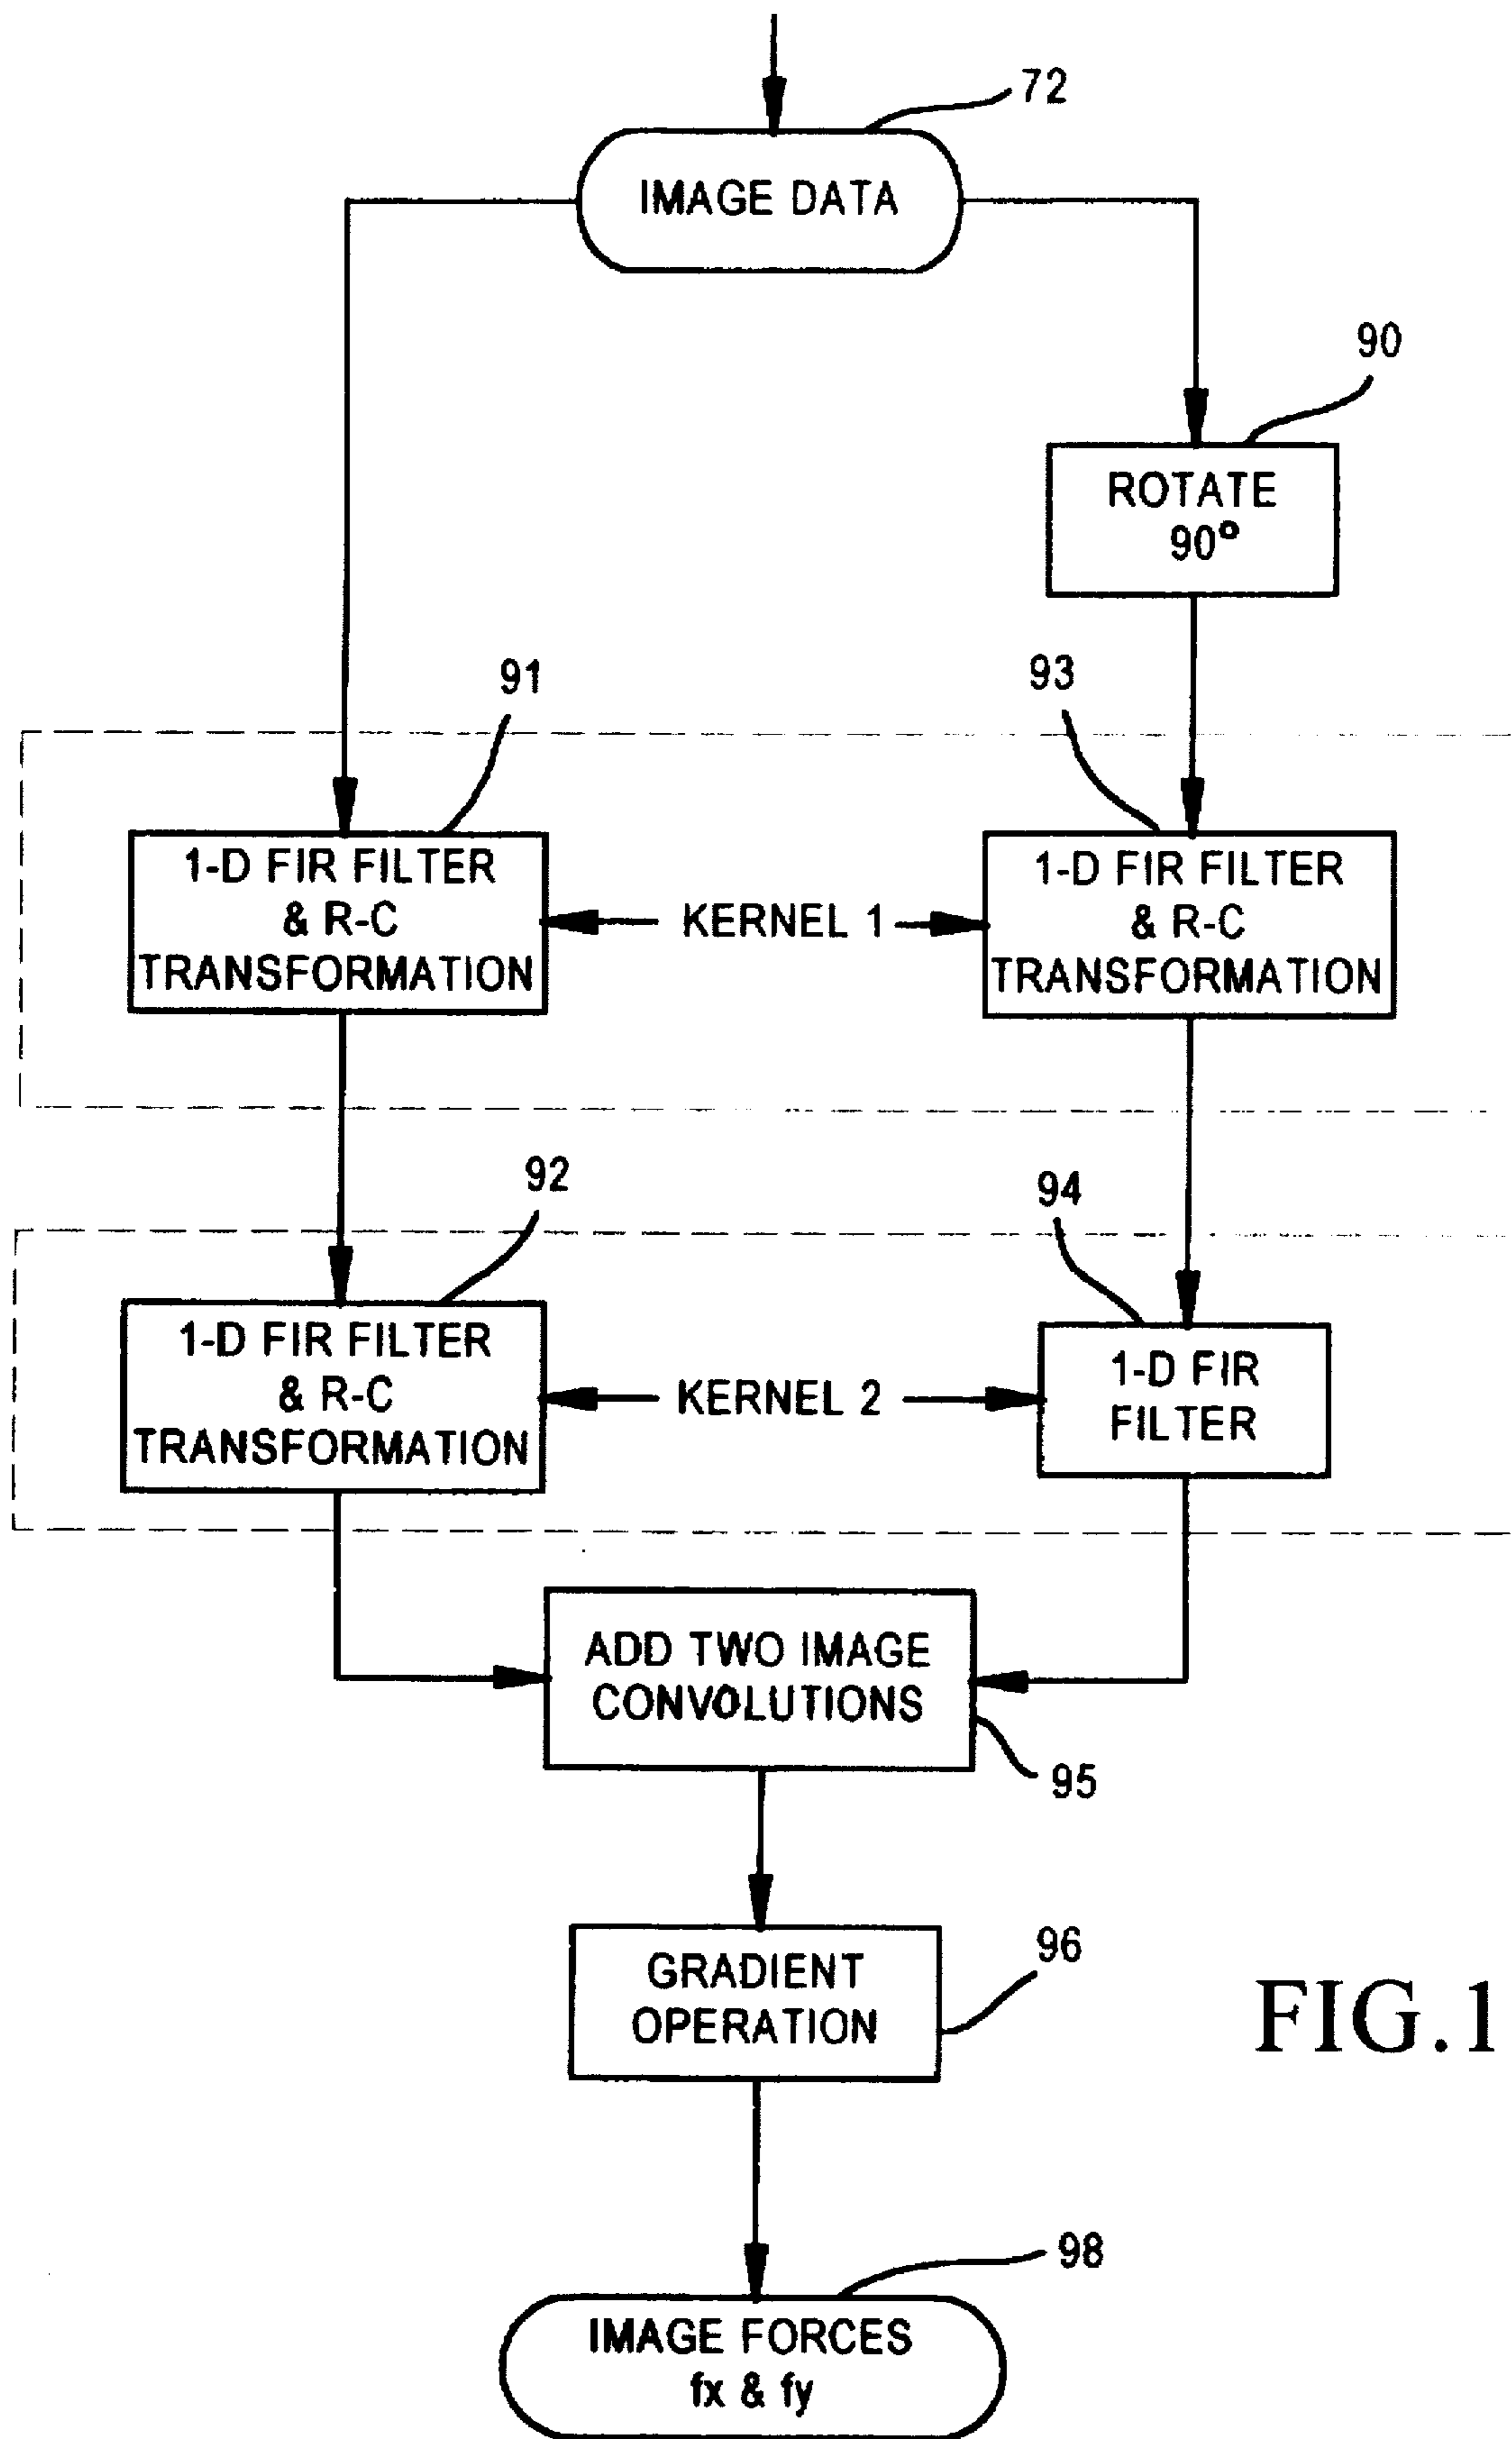 72
IMAGE DATA
90
ROTATE
90°
91
93
1-D FIR FILTER
& R-C
TRANSFORMATION
KERNEL 1
1-D FIR FILTER
& R-C
TRANSFORMATION
92
94
1-D FIR FILTER
& R-C
TRANSFORMATION
KERNEL 2
1-D FIR
FILTER
ADD TWO IMAGE
CONVOLUTIONS
95
GRADIENT
OPERATION
96
FIG.1
98
IMAGE FORCES
fx & fy